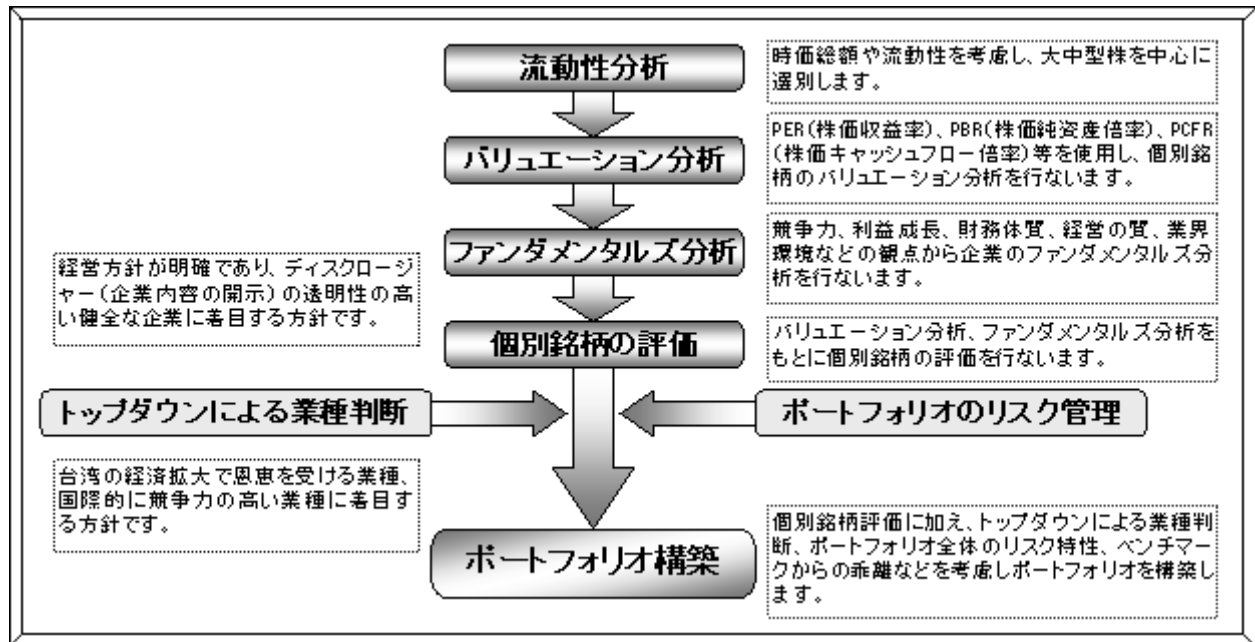 流動性分析
時価総額や流動性を考慮し、大中型株を中心に
選別します。
バリュエーション分析
PER(株価収益率)、PBR(株価純資産倍率)、PCFR
(株価キャッシュフロー倍率)等を使用し、個別銘
柄のバリュエーション分析を行ないます。
ファンダメンタルズ分析
競争力、利益成長、財務体質、経営の質、業界
環境などの観点から企業のファンダメンタルズ分
析を行ないます。
経営方針が明確であり、ディスクロージ
ャー(企業内容の開示)の透明性の高
い健全な企業に着目する方針です。
個別銘柄の評価
バリュエーション分析、ファンダメンタルズ分析を
もとに個別銘柄の評価を行ないます。
トップダウンによる業種判断
ポートフォリオのリスク管理
台湾の経済拡大で恩恵を受ける業種、
国際的に競争力の高い業種に着目す
る方針です。
ポートフォリオ構築
個別銘柄評価に加え、トップダウンによる業種判
断、ポートフォリオ全体のリスク特性、ベンチマー
クからの乖離などを考慮しポートフォリオを構築し
ます。